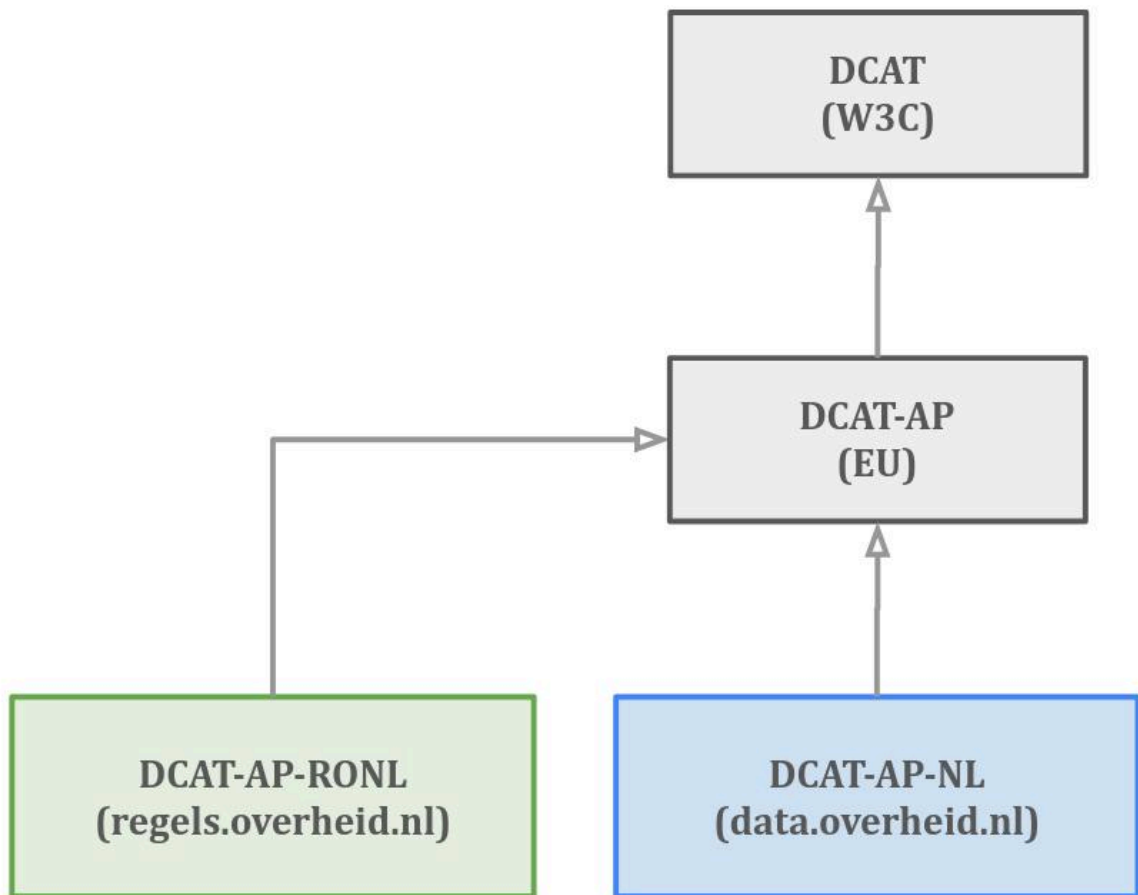 DCAT
(W3C)
DCAT-AP
(EU)
DCAT-AP-RONL
(regels.overheid.nl)
DCAT-AP-NL
(data.overheid.nl)